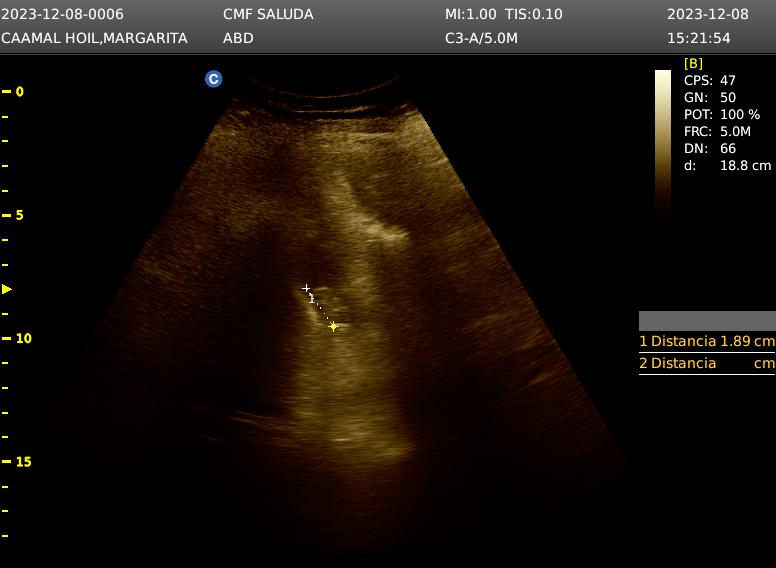 2023-12-08-0006 CMF SALUDA MI:1.00 TIS:0.10 2023-12-08
CAAMAL HOIL,MARGARITA ABD C3-A/5.0M 15:21:54
C
[B]
CPS: 47
GN: 50
POT: 100 %
FRC: 5.0M
DN: 66
d: 18.8 cm
0
5
10
15
1
1 Distancia 1.89 cm
2 Distancia cm